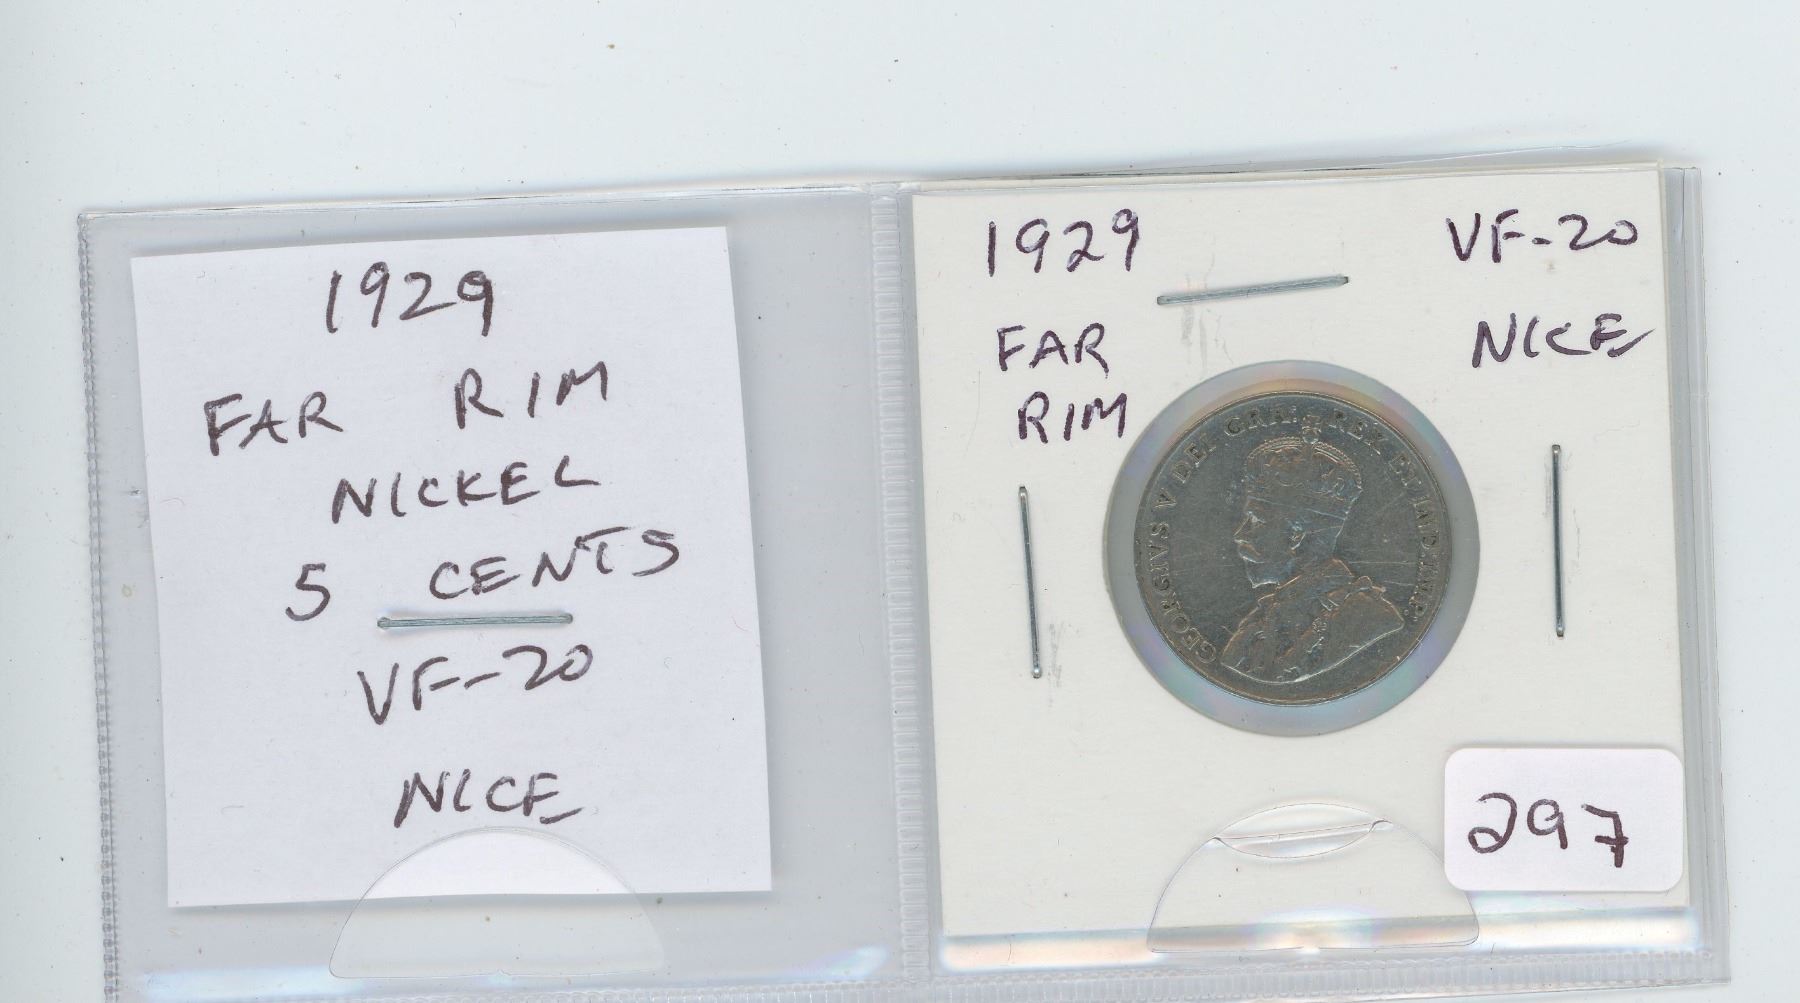 1929
FAR RIM
NICKEL
5 CENTS
VF-20
NICE
1929
FAR
RIM
VF-20
NICE
GEORGIVS V DEI GRA: REX ET IND: IMP:
297